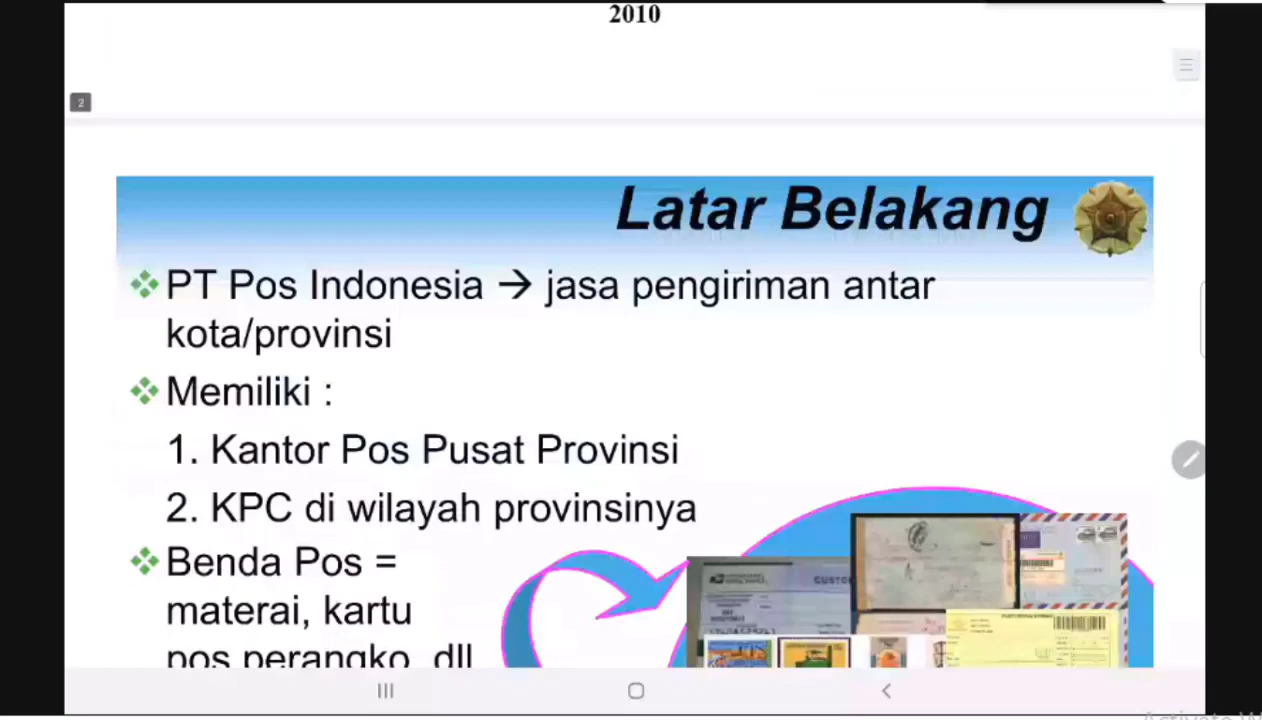 2010
2
Latar Belakang
PT Pos Indonesia → jasa pengiriman antar
kota/provinsi
Memiliki :
1. Kantor Pos Pusat Provinsi
2. KPC di wilayah provinsinya
Benda Pos =
materai, kartu
pos perangko, dll